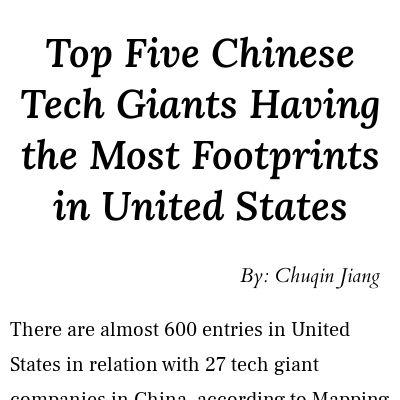 Top Five Chinese
Tech Giants Having
the Most Footprints
in United States
By: Chuqin Jiang
There are almost 600 entries in United
States in relation with 27 tech giant
companies in China, according to Mapping